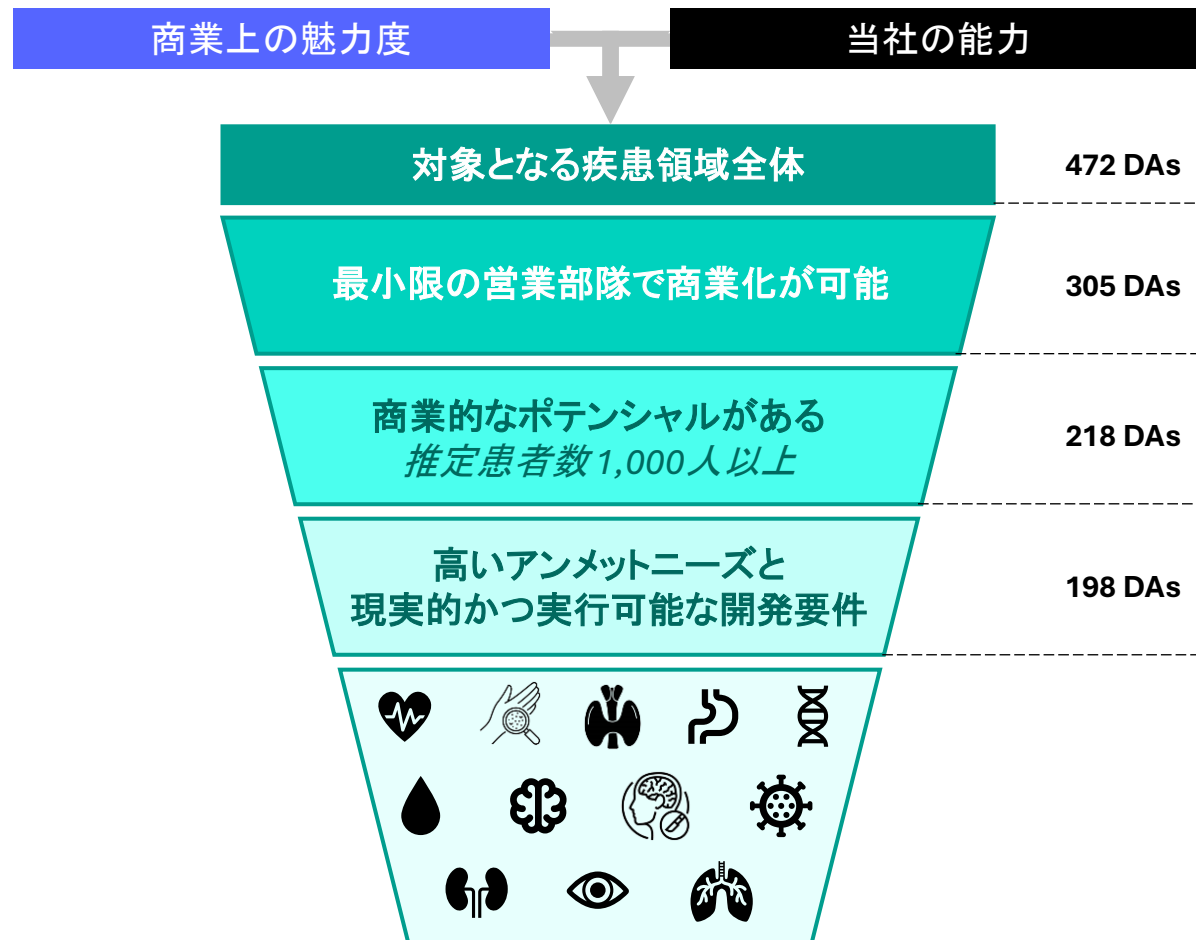 商業上の魅力度
当社の能力
対象となる疾患領域全体
472 DAs
最小限の営業部隊で商業化が可能
305 DAs
商業的なポテンシャルがある
推定患者数 1,000人以上
218 DAs
高いアンメットニーズと
現実的かつ実行可能な開発要件
198 DAs